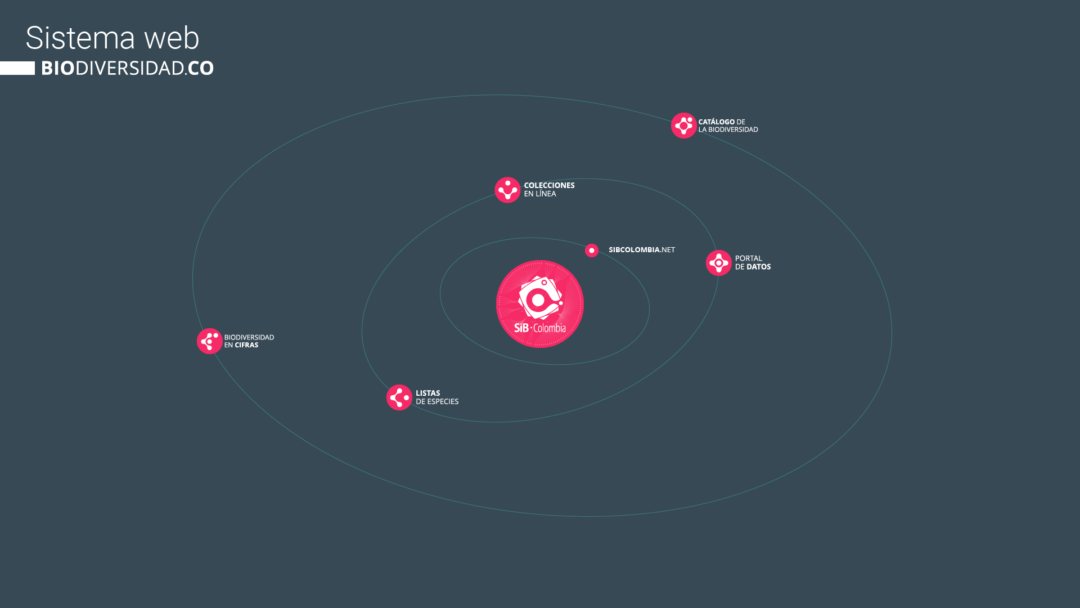 Sistema web
BIODIVERSIDAD.CO
CATÁLOGO DE
LA BIODIVERSIDAD
COLECCIONES
EN LÍNEA
SIBCOLOMBIA.NET
PORTAL
DE DATOS
SiB · Colombia
BIODIVERSIDAD
EN CIFRAS
LISTAS
DE ESPECIES